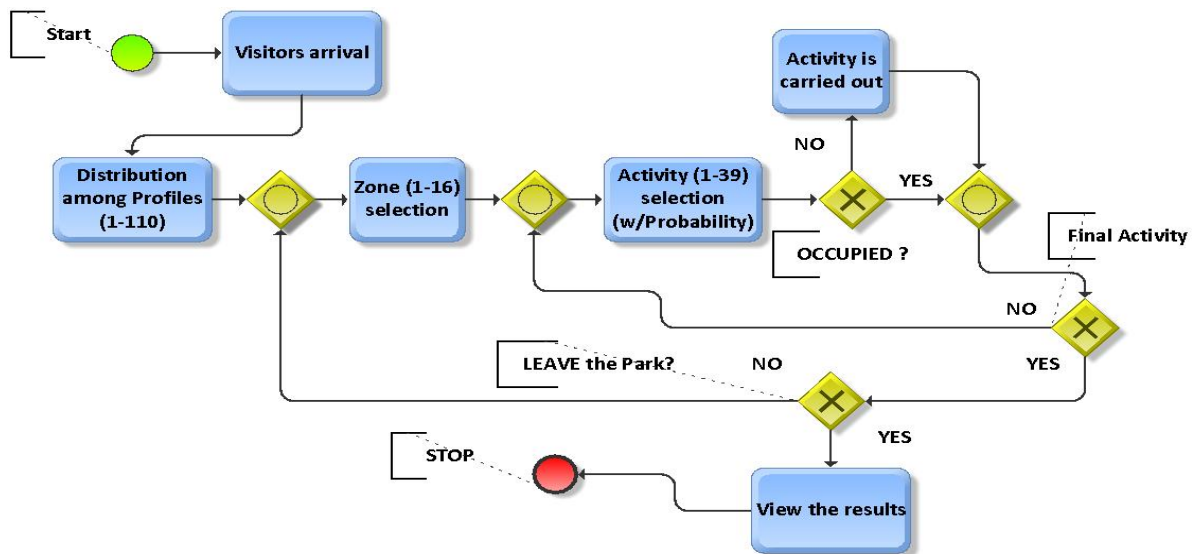 Start
Visitors arrival
Activity is
carried out
NO
Distribution
among Profiles
(1-110)
Zone (1-16)
selection
Activity (1-39)
selection
(w/Probability)
YES
OCCUPIED ?
Final Activity
NO
LEAVE the Park?
NO
YES
STOP
YES
View the results